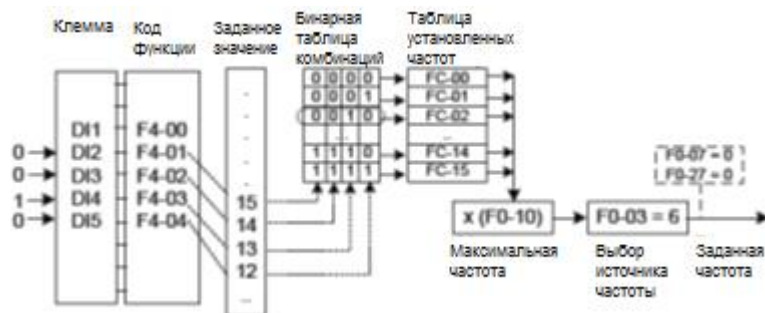 Клемма
Код функции
Заданное значение
Бинарная таблица комбинаций
Таблица установленных частот
0 0 0 0 FC-00
0 0 0 1 FC-01
0 0 1 0 FC-02
... ...
1 1 1 0 FC-14
1 1 1 1 FC-15
DI1 F4-00
0 DI2 F4-01
0 DI3 F4-02
1 DI4 F4-03
0 DI5 F4-04
15
14
13
12
...
x (F0-10)
F0-03 = 6
F0-07 = 0
F0-27 = 0
Максимальная частота
Выбор источника частоты
Заданная частота